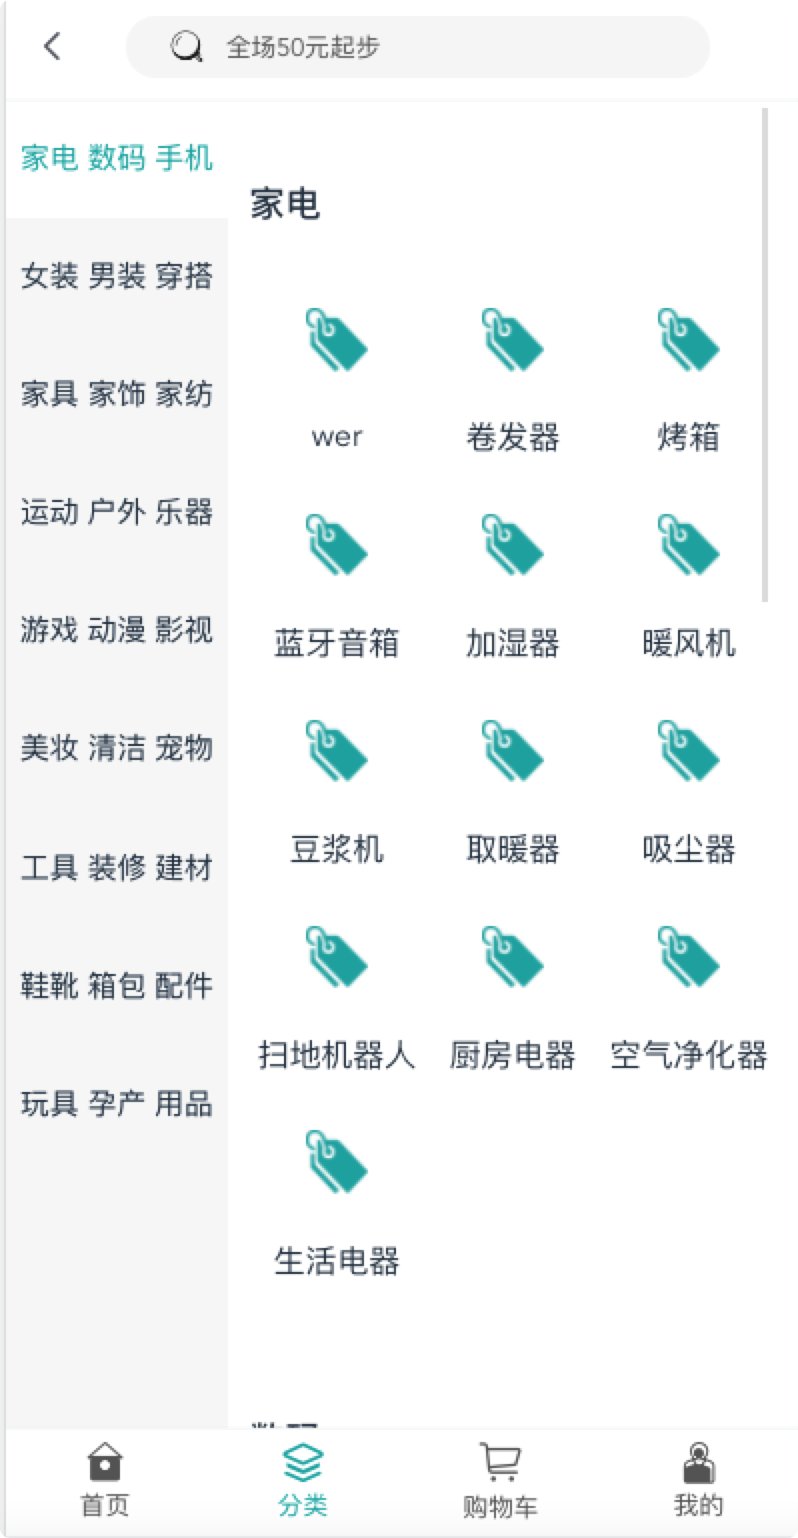 全场50元起步
家电 数码 手机
女装 男装 穿搭
家具 家饰 家纺
运动 户外 乐器
游戏 动漫 影视
美妆 清洁 宠物
工具 装修 建材
鞋靴 箱包 配件
玩具 孕产 用品
家电
wer 卷发器 烤箱
蓝牙音箱 加湿器 暖风机
豆浆机 取暖器 吸尘器
扫地机器人 厨房电器 空气净化器
生活电器
首页 分类 购物车 我的